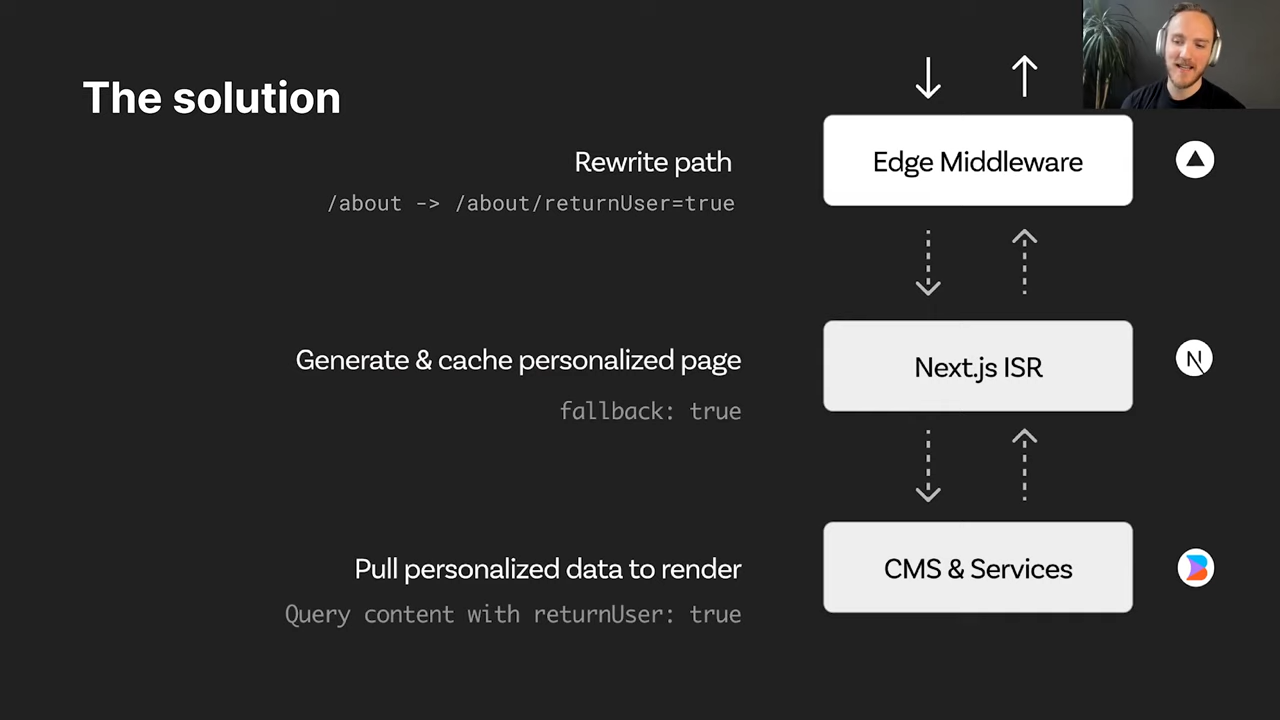 The solution
Rewrite path
/about -> /about/returnUser=true
Edge Middleware
Generate & cache personalized page
fallback: true
Next.js ISR
N
Pull personalized data to render
Query content with returnUser: true
CMS & Services